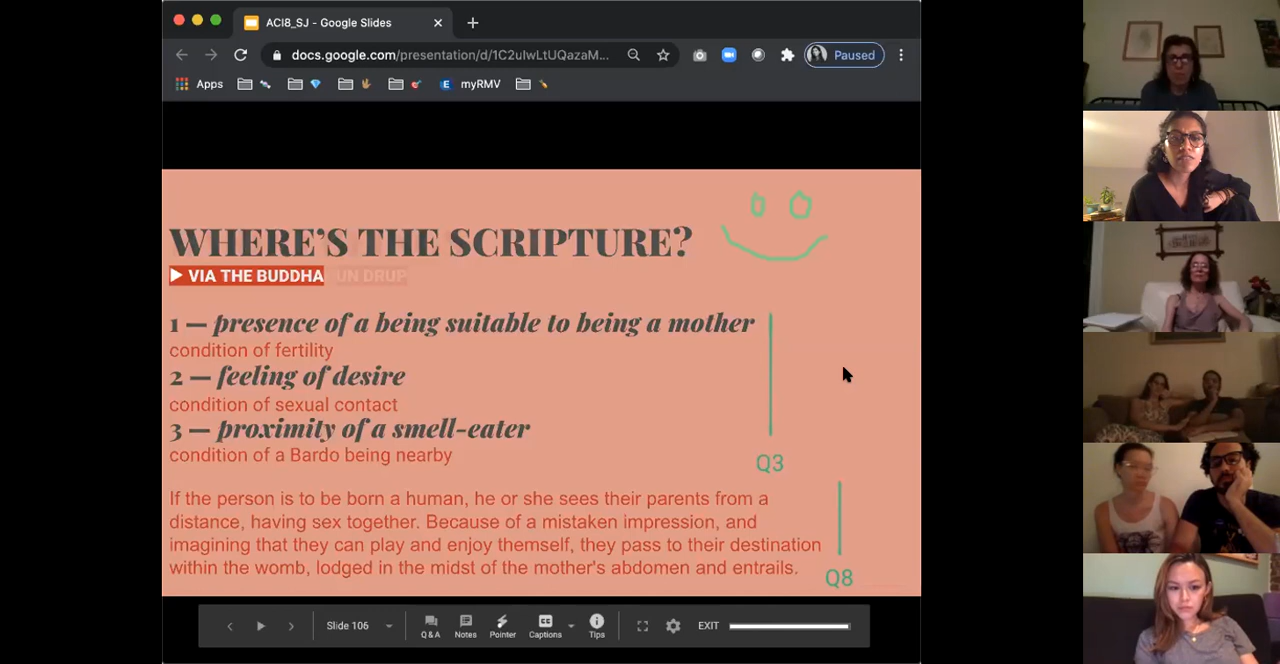 ACI8_SJ - Google Slides
docs.google.com/presentation/d/1C2uIwLtUQazaM...
Paused
Apps
myRMV
WHERE'S THE SCRIPTURE?
VIA THE BUDDHA UN DRUP
1 — presence of a being suitable to being a mother
condition of fertility
2 — feeling of desire
condition of sexual contact
3 — proximity of a smell-eater
condition of a Bardo being nearby
Q3
If the person is to be born a human, he or she sees their parents from a
distance, having sex together. Because of a mistaken impression, and
imagining that they can play and enjoy themself, they pass to their destination
within the womb, lodged in the midst of the mother's abdomen and entrails.
Q8
Slide 106
Q & A
Notes
Pointer
CC
Captions
Tips
EXIT